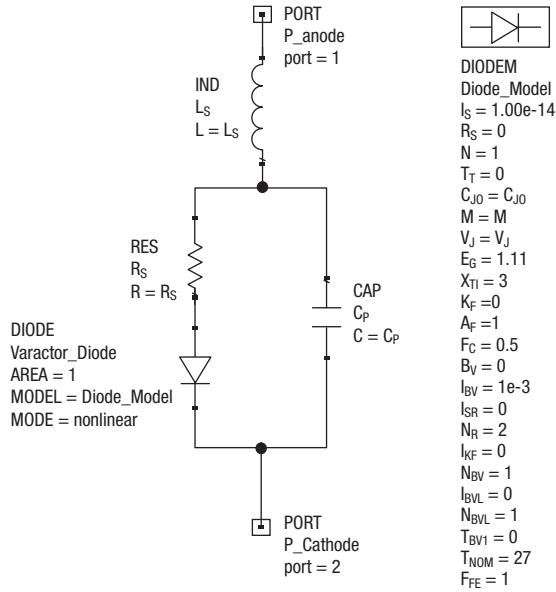 PORT
P_anode
port = 1
IND
LS
L = LS
RES
RS
R = RS
CAP
CP
C = CP
DIODE
Varactor_Diode
AREA = 1
MODEL = Diode_Model
MODE = nonlinear
PORT
P_Cathode
port = 2
DIODEM
Diode_Model
IS = 1.00e-14
RS = 0
N = 1
TT = 0
CJO = CJO
M = M
VJ = VJ
EG = 1.11
XTI = 3
KF =0
AF =1
FC = 0.5
BV = 0
IBV = 1e-3
ISR = 0
NR = 2
IKF = 0
NBV = 1
IBVL = 0
NBVL = 1
TBV1 = 0
TNOM = 27
FFE = 1